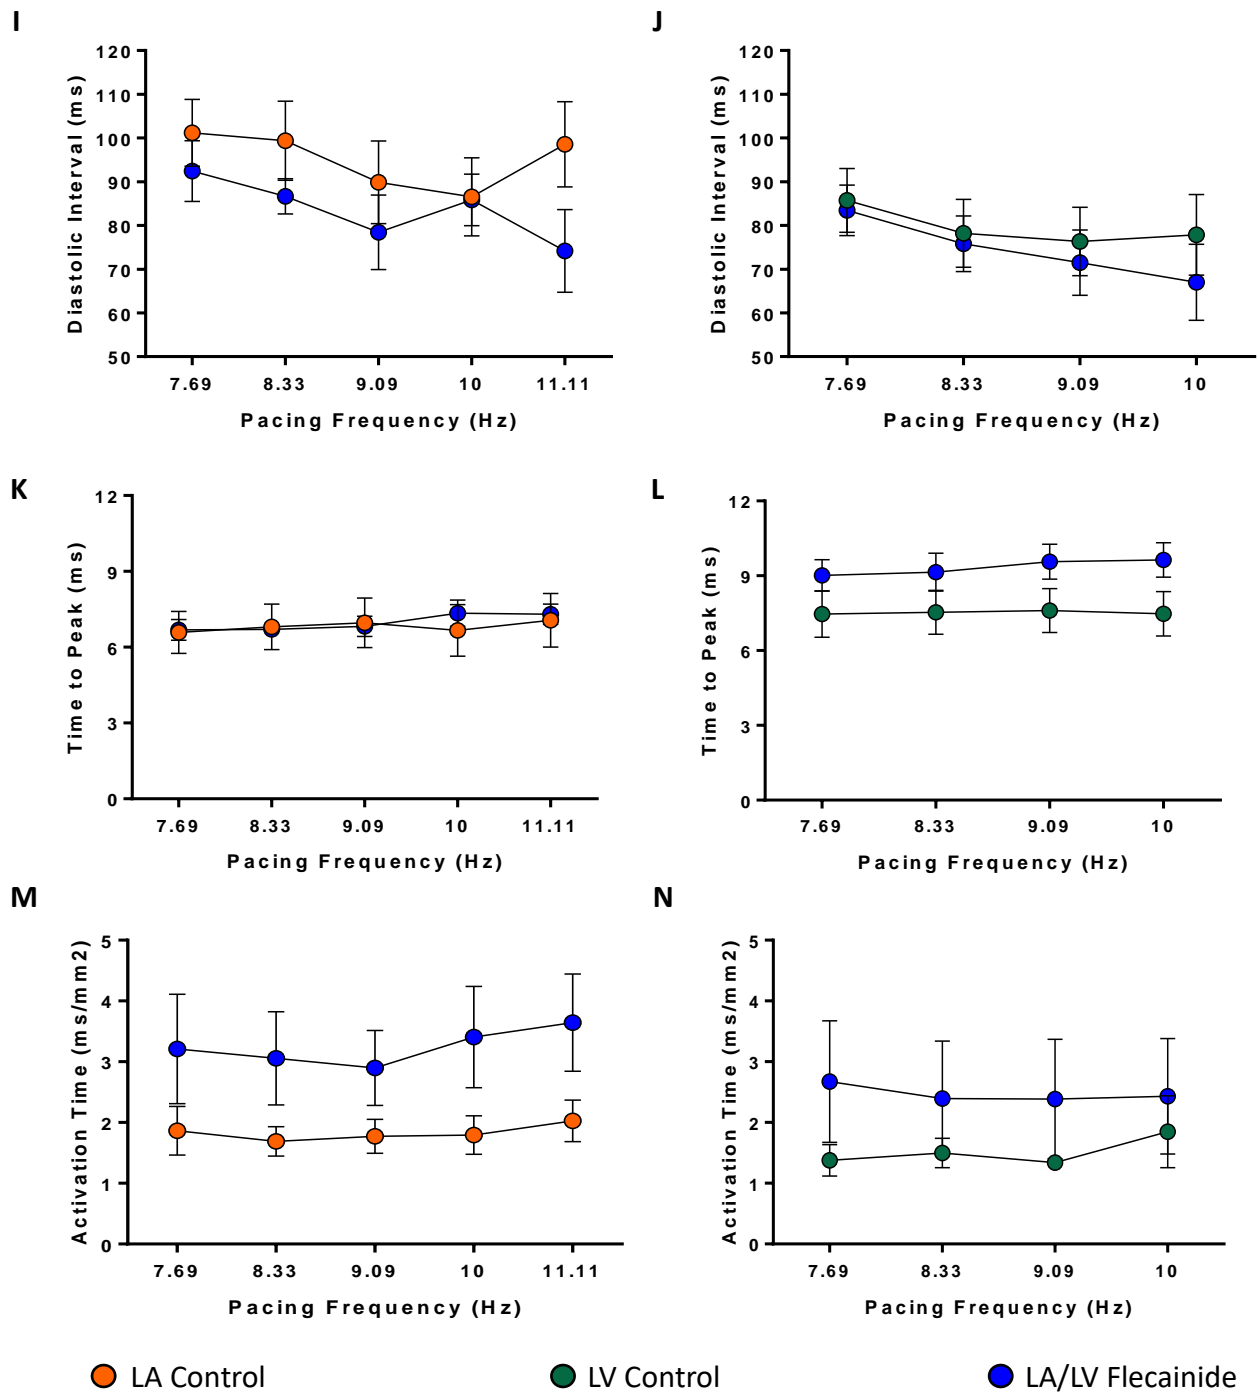 I
120
110
100
90
80
70
60
50
Diastolic Interval (ms)
7.69 8.33 9.09 10 11.11
Pacing Frequency (Hz)
J
120
110
100
90
80
70
60
50
Diastolic Interval (ms)
7.69 8.33 9.09 10
Pacing Frequency (Hz)
K
12
9
6
3
0
Time to Peak (ms)
7.69 8.33 9.09 10 11.11
Pacing Frequency (Hz)
L
12
9
6
3
0
Time to Peak (ms)
7.69 8.33 9.09 10
Pacing Frequency (Hz)
M
5
4
3
2
1
0
Activation Time (ms/mm2)
7.69 8.33 9.09 10 11.11
Pacing Frequency (Hz)
N
5
4
3
2
1
0
Activation Time (ms/mm2)
7.69 8.33 9.09 10
Pacing Frequency (Hz)
LA Control LV Control LA/LV Flecainide